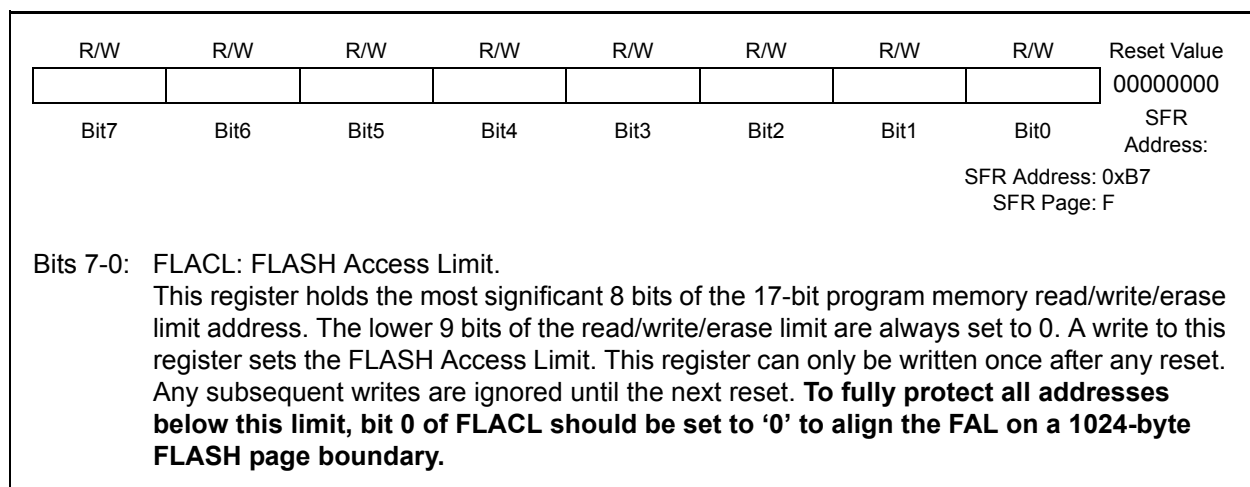 R/W R/W R/W R/W R/W R/W R/W R/W Reset Value
00000000
Bit7 Bit6 Bit5 Bit4 Bit3 Bit2 Bit1 Bit0 SFR Address:
SFR Address: 0xB7
SFR Page: F
Bits 7-0: FLACL: FLASH Access Limit.
This register holds the most significant 8 bits of the 17-bit program memory read/write/erase
limit address. The lower 9 bits of the read/write/erase limit are always set to 0. A write to this
register sets the FLASH Access Limit. This register can only be written once after any reset.
Any subsequent writes are ignored until the next reset. To fully protect all addresses
below this limit, bit 0 of FLACL should be set to ‘0’ to align the FAL on a 1024-byte
FLASH page boundary.